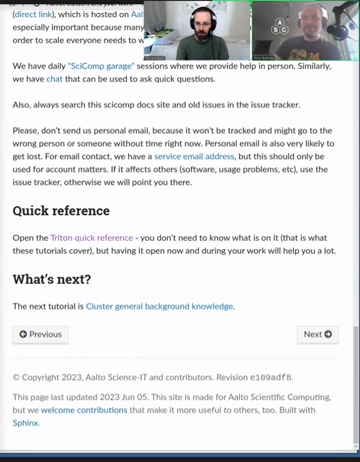 (direct link), which is hosted on Aal
especially important because many
order to scale everyone needs to w
We have daily "SciComp garage" sessions where we provide help in person. Similarly,
we have chat that can be used to ask quick questions.
Also, always search this scicomp docs site and old issues in the issue tracker.
Please, don't send us personal email, because it won't be tracked and might go to the
wrong person or someone without time right now. Personal email is also very likely to
get lost. For email contact, we have a service email address, but this should only be
used for account matters. If it affects others (software, usage problems, etc), use the
issue tracker, otherwise we will point you there.
Quick reference
Open the Triton quick reference - you don't need to know what is on it (that is what
these tutorials cover), but having it open now and during your work will help you a lot.
What's next?
The next tutorial is Cluster general background knowledge.
Previous
Next
© Copyright 2023, Aalto Science-IT and contributors. Revision e109adf8.
This page last updated 2023 Jun 05. This site is made for Aalto Scientific Computing,
but we welcome contributions that make it more useful to others, too. Built with
Sphinx.
A
S C